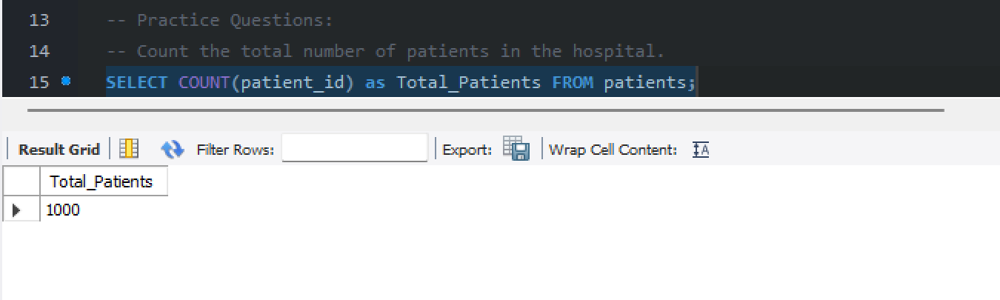 13 -- Practice Questions:
14 -- Count the total number of patients in the hospital.
15 SELECT COUNT(patient_id) as Total_Patients FROM patients;
Result Grid Filter Rows: Export: Wrap Cell Content: IA
Total_Patients
1000